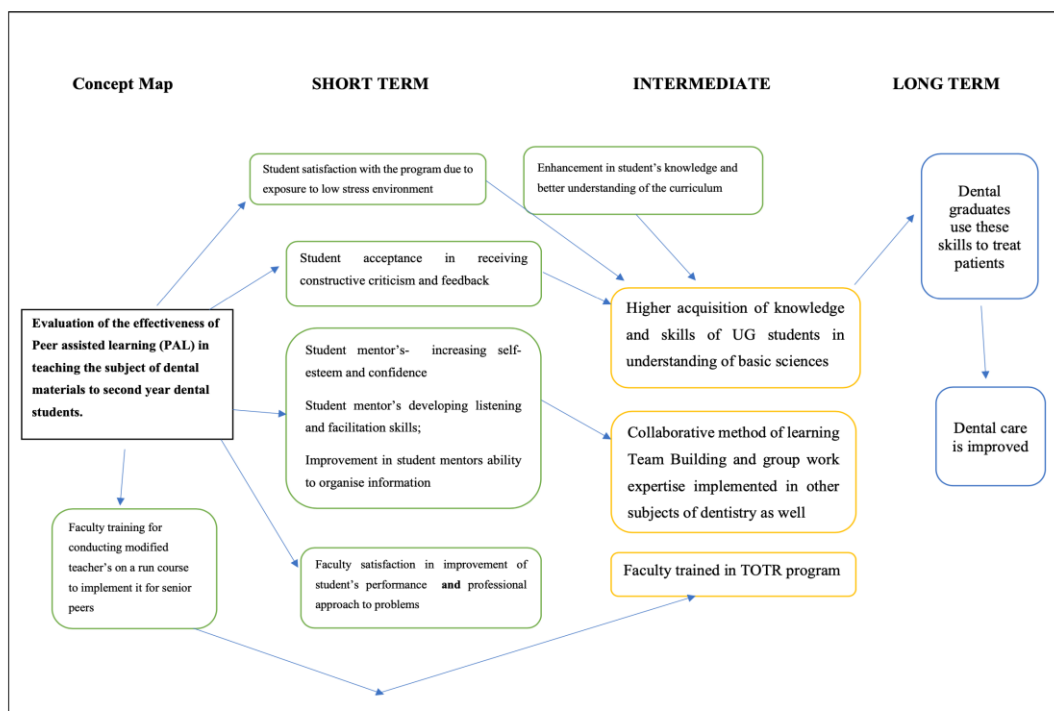 Concept Map
SHORT TERM
INTERMEDIATE
LONG TERM
Student satisfaction with the program due to
exposure to low stress environment
Enhancement in student's knowledge and
better understanding of the curriculum
Dental
graduates
use these
skills to treat
patients
Student acceptance in receiving
constructive criticism and feedback
Evaluation of the effectiveness of
Peer assisted learning (PAL) in
teaching the subject of dental
materials to second year dental
students.
Higher acquisition of knowledge
and skills of UG students in
understanding of basic sciences
Student mentor's- increasing self-
esteem and confidence
Student mentor's developing listening
and facilitation skills;
Improvement in student mentors ability
to organise information
Dental care
is improved
Collaborative method of learning
Team Building and group work
expertise implemented in other
subjects of dentistry as well
Faculty training for
conducting modified
teacher's on a run course
to implement it for senior
peers
Faculty satisfaction in improvement of
student's performance and professional
approach to problems
Faculty trained in TOTR program